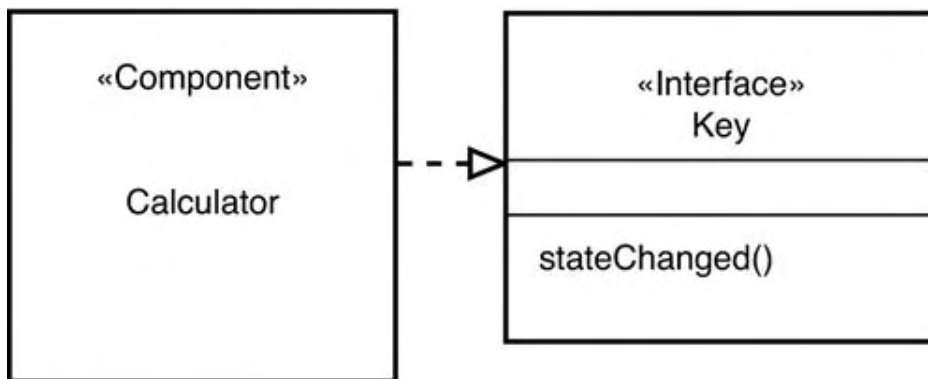 «Component»
Calculator
«Interface»
Key
stateChanged()